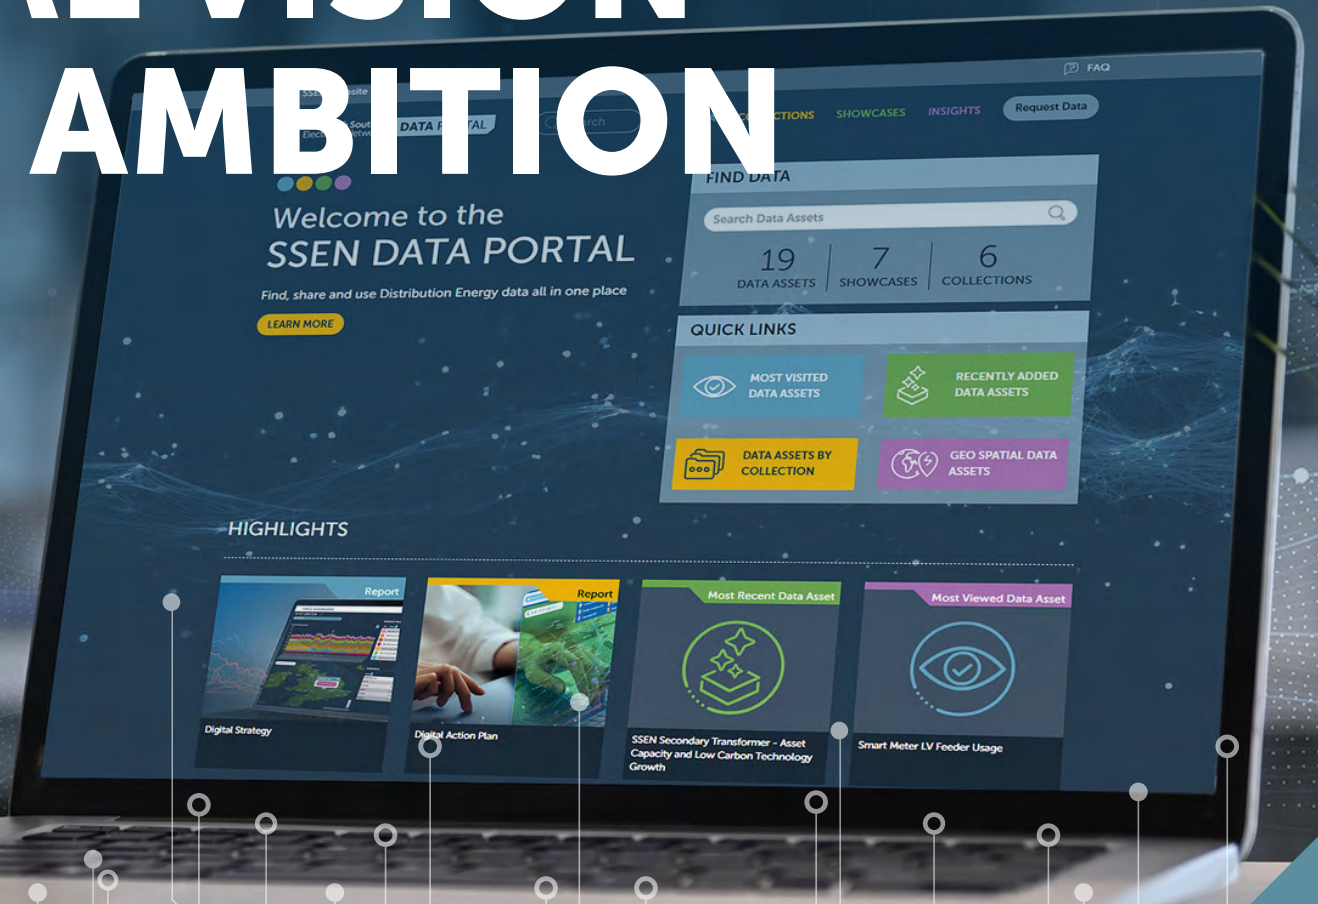 VISION
AMBITION
FAQ
DATA
SHOWCASES
INSIGHTS
Request Data
Welcome to the
SSEN DATA PORTAL
Find, share and use Distribution Energy data all in one place
LEARN MORE
FIND DATA
Search Data Assets
19
DATA ASSETS
7
SHOWCASES
6
COLLECTIONS
QUICK LINKS
MOST VISITED
DATA ASSETS
RECENTLY ADDED
DATA ASSETS
DATA ASSETS BY
COLLECTION
GEO SPATIAL DATA
ASSETS
HIGHLIGHTS
Report
Digital Strategy
Report
Digital Action Plan
Most Recent Data Asset
SSEN Secondary Transformer - Asset
Capacity and Low Carbon Technology
Growth
Most Viewed Data Asset
Smart Meter LV Feeder Usage